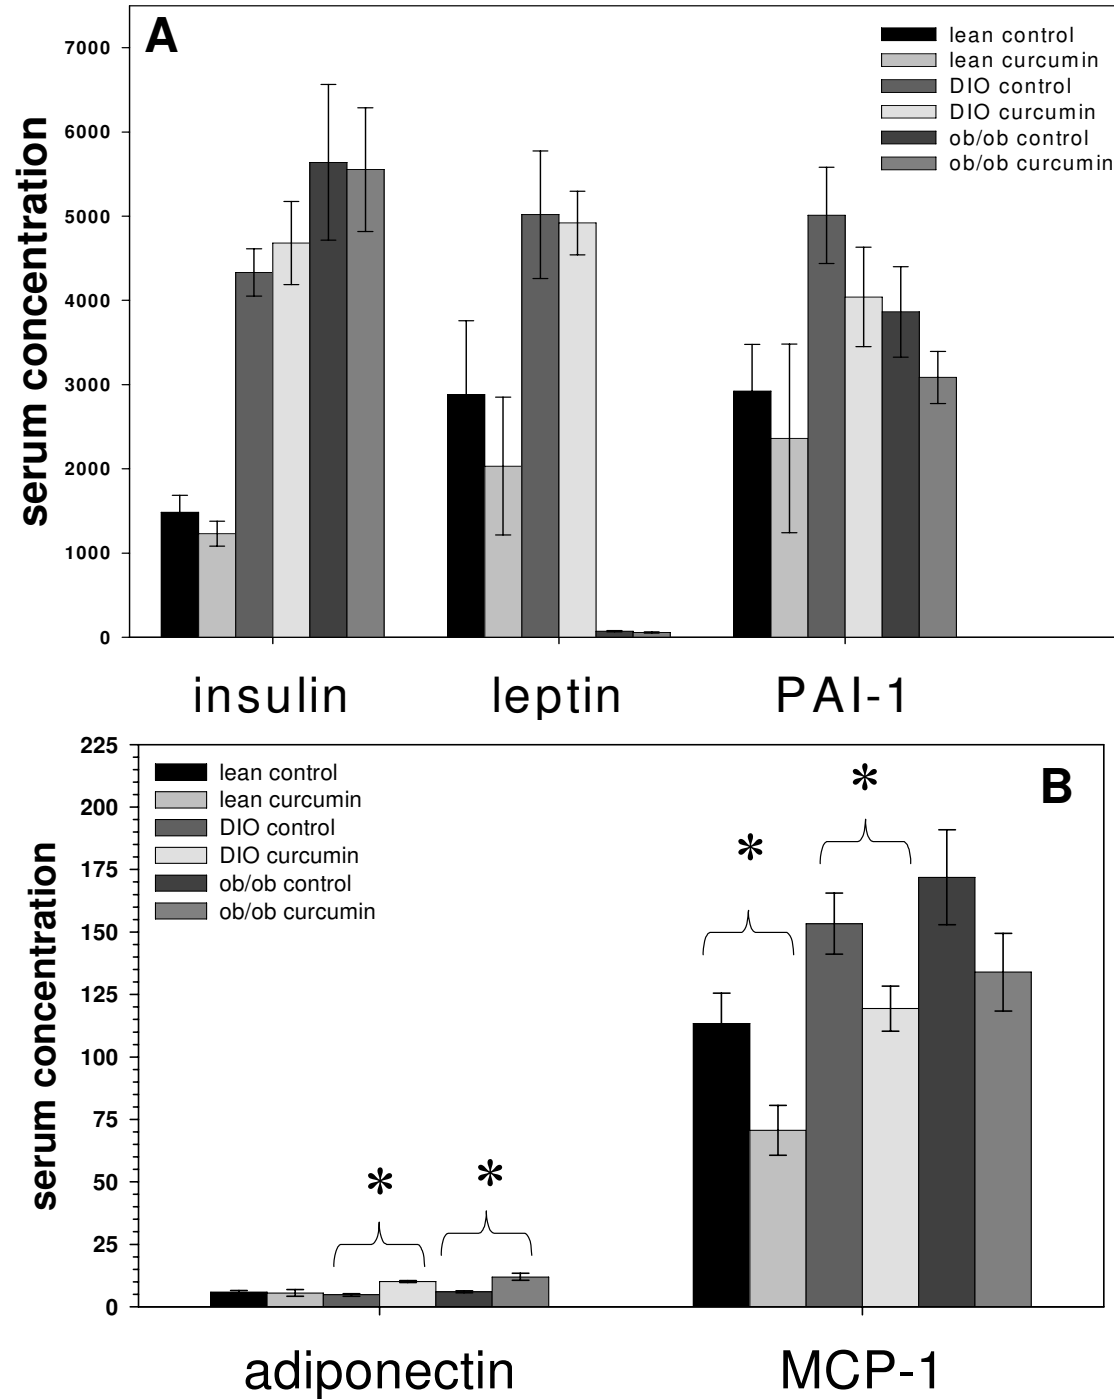 A
lean control
lean curcumin
DIO control
DIO curcumin
ob/ob control
ob/ob curcumin
serum concentration
7000
6000
5000
4000
3000
2000
1000
0
insulin leptin PAI-1
B
lean control
lean curcumin
DIO control
DIO curcumin
ob/ob control
ob/ob curcumin
serum concentration
225
200
175
150
125
100
75
50
25
0
*
*
*
*
adiponectin MCP-1